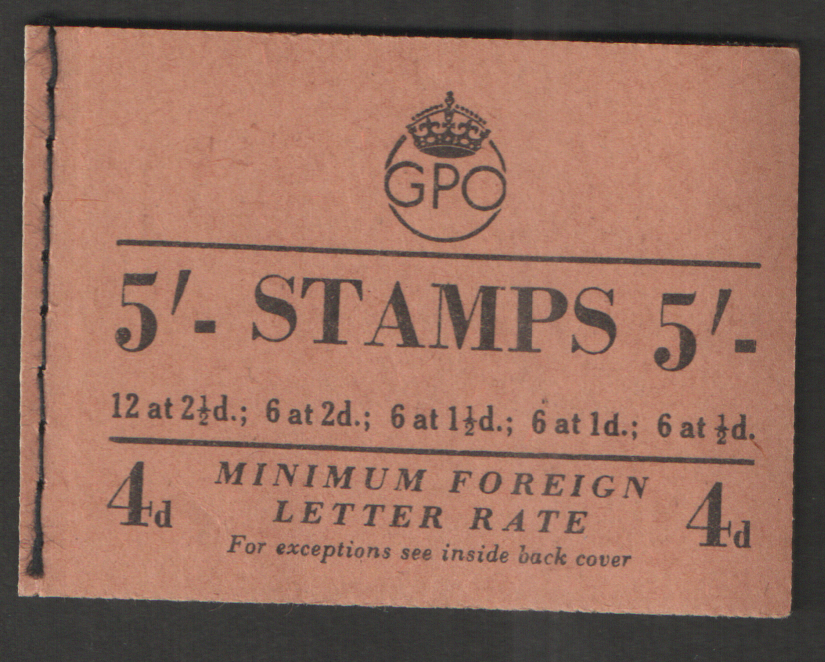 GPO
5/- STAMPS 5/-
12 at 2½d.; 6 at 2d.; 6 at 1½d.; 6 at 1d.; 6 at ½d.
4d MINIMUM FOREIGN 4d
LETTER RATE
For exceptions see inside back cover